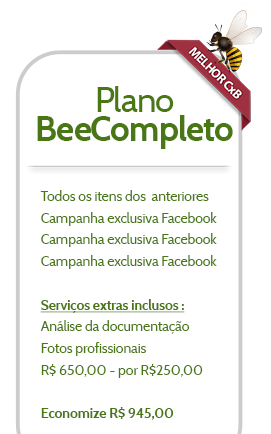 MELHOR CxB
Plano
BeeCompleto
Todos os itens dos anteriores
Campanha exclusiva Facebook
Campanha exclusiva Facebook
Campanha exclusiva Facebook
Serviços extras inclusos :
Análise da documentação
Fotos profissionais
R$ 650,00 - por R$250,00
Economize R$ 945,00